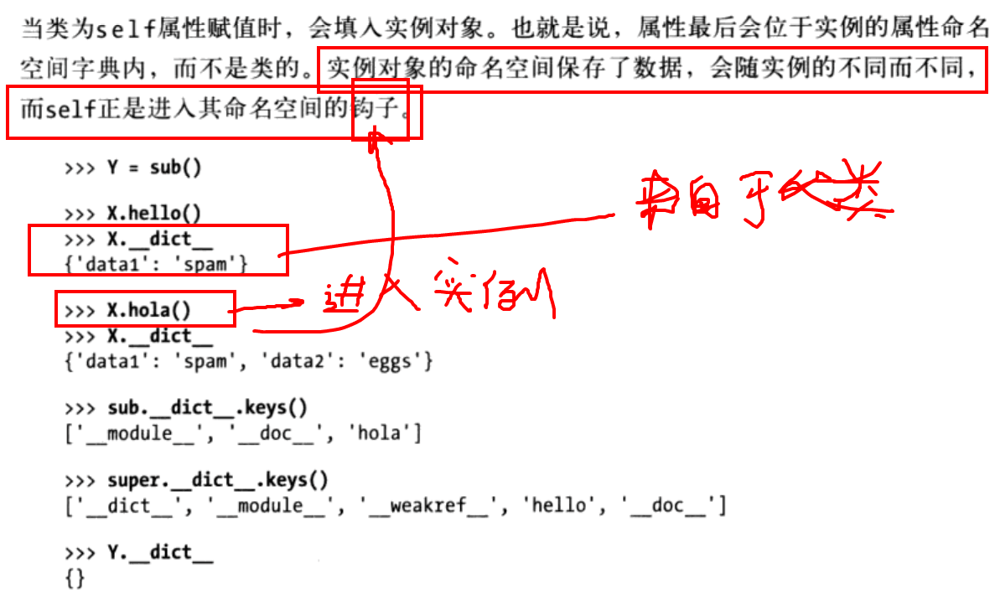 当类为self属性赋值时，会填入实例对象。也就是说，属性最后会位于实例的属性命名
空间字典内，而不是类的。实例对象的命名空间保存了数据，会随实例的不同而不同，
而self正是进入其命名空间的钩子。
>>> Y = sub()
>>> X.hello()
>>> X.__dict__
{'data1': 'spam'}
来自于父类
>>> X.hola()
进入实例
>>> X.__dict__
{'data1': 'spam', 'data2': 'eggs'}
>>> sub.__dict__.keys()
['__module__', '__doc__', 'hola']
>>> super.__dict__.keys()
['__dict__', '__module__', '__weakref__', 'hello', '__doc__']
>>> Y.__dict__
{}